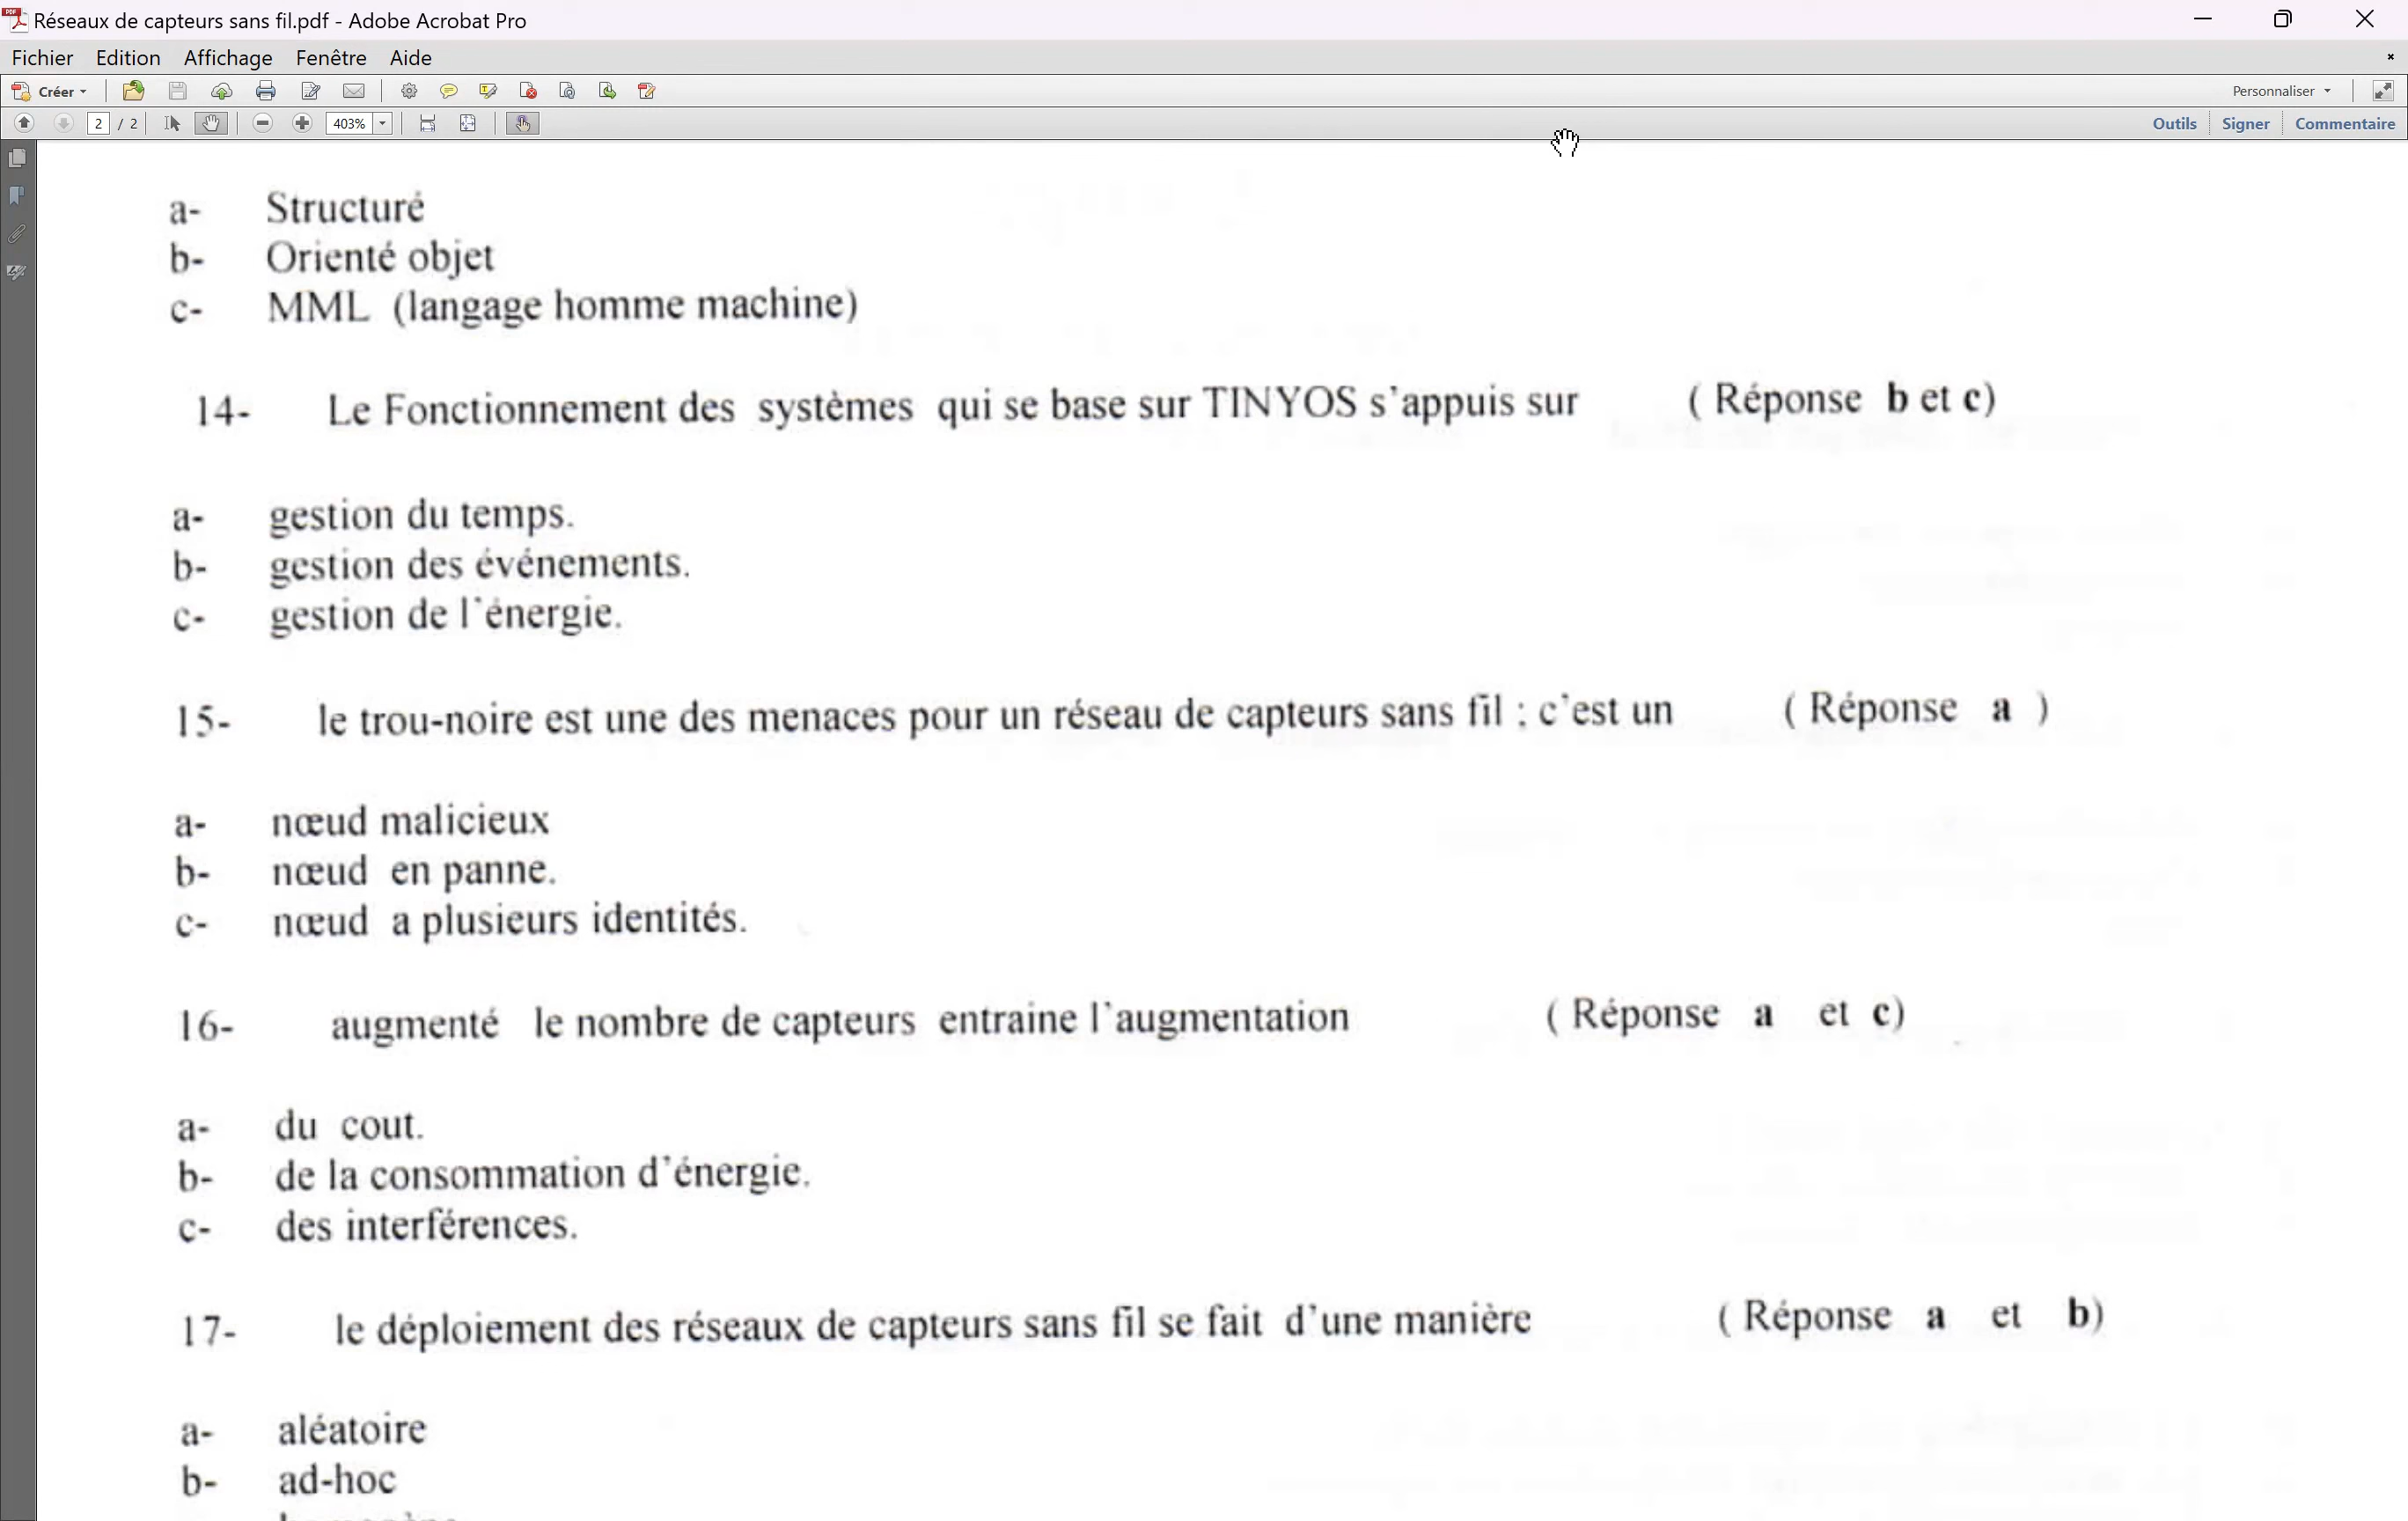 Réseaux de capteurs sans fil.pdf - Adobe Acrobat Pro
Fichier Edition Affichage Fenêtre Aide
Créer Personnaliser
2 / 2 403% Outils Signer Commentaire
a- Structuré
b- Orienté objet
c- MML (langage homme machine)
14- Le Fonctionnement des systèmes qui se base sur TINYOS s'appuis sur ( Réponse b et c)
a- gestion du temps.
b- gestion des événements.
c- gestion de l'énergie.
15- le trou-noire est une des menaces pour un réseau de capteurs sans fil ; c'est un ( Réponse a )
a- nœud malicieux
b- nœud en panne.
c- nœud a plusieurs identités.
16- augmenté le nombre de capteurs entraine l'augmentation ( Réponse a et c)
a- du cout.
b- de la consommation d'énergie.
c- des interférences.
17- le déploiement des réseaux de capteurs sans fil se fait d'une manière ( Réponse a et b)
a- aléatoire
b- ad-hoc